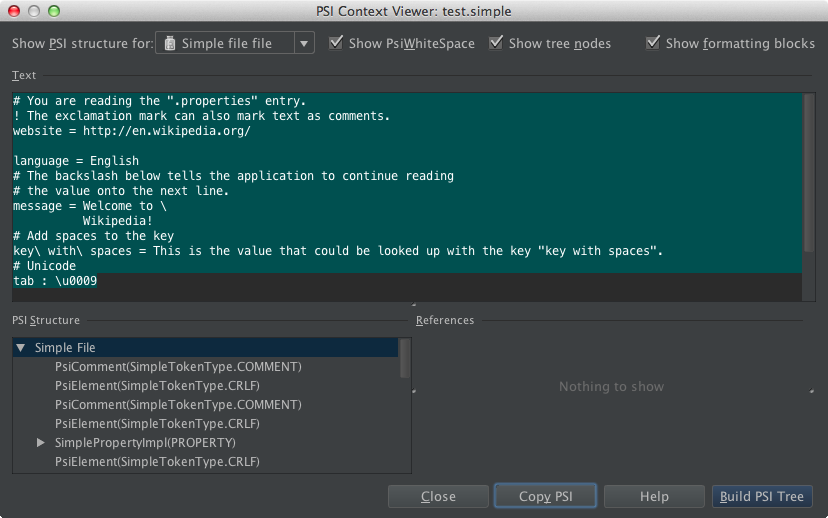 PSI Context Viewer: test.simple
Show PSI structure for: Simple file file Show PsiWhiteSpace Show tree nodes Show formatting blocks
Text
# You are reading the ".properties" entry.
! The exclamation mark can also mark text as comments.
website = http://en.wikipedia.org/
language = English
# The backslash below tells the application to continue reading
# the value onto the next line.
message = Welcome to \
Wikipedia!
# Add spaces to the key
key\ with\ spaces = This is the value that could be looked up with the key "key with spaces".
# Unicode
tab : \u0009
PSI Structure
Simple File
PsiComment(SimpleTokenType.COMMENT)
PsiElement(SimpleTokenType.CRLF)
PsiComment(SimpleTokenType.COMMENT)
PsiElement(SimpleTokenType.CRLF)
SimplePropertyImpl(PROPERTY)
PsiElement(SimpleTokenType.CRLF)
References
Nothing to show
Close Copy PSI Help Build PSI Tree